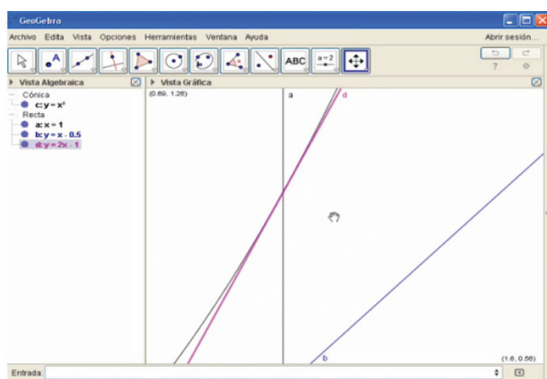 GeoGebra
Archivo Edita Vista Opciones Herramientas Ventana Ayuda Abrir sesión...
ABC a=2
Vista Algebraica Vista Gráfica
Cónica
c: y = x²
Recta
a: x = 1
b: y = x - 0.5
d: y = 2x - 1
(0.69, 1.26)
a d
b
(1.6, 0.56)
Entrada: